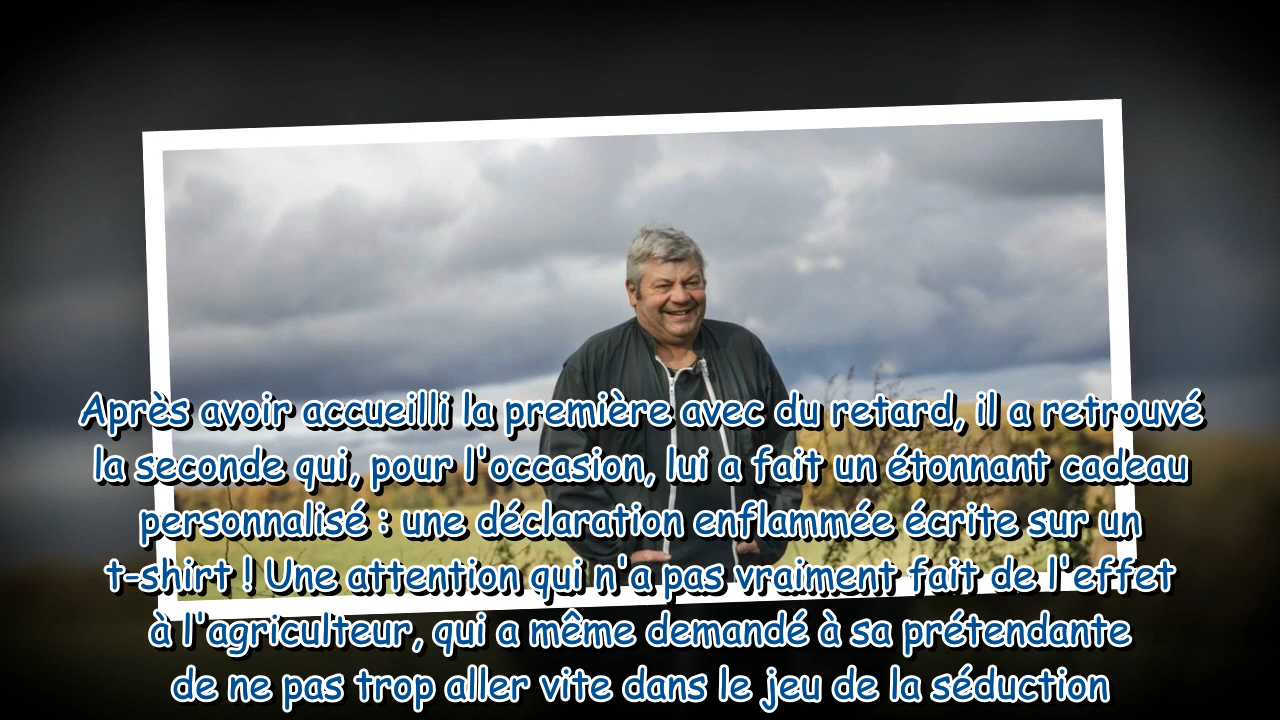 Après avoir accueilli la première avec du retard, il a retrouvé
la seconde qui, pour l'occasion, lui a fait un étonnant cadeau
personnalisé : une déclaration enflammée écrite sur un
t-shirt ! Une attention qui n'a pas vraiment fait de l'effet
à l'agriculteur, qui a même demandé à sa prétendante
de ne pas trop aller vite dans le jeu de la séduction